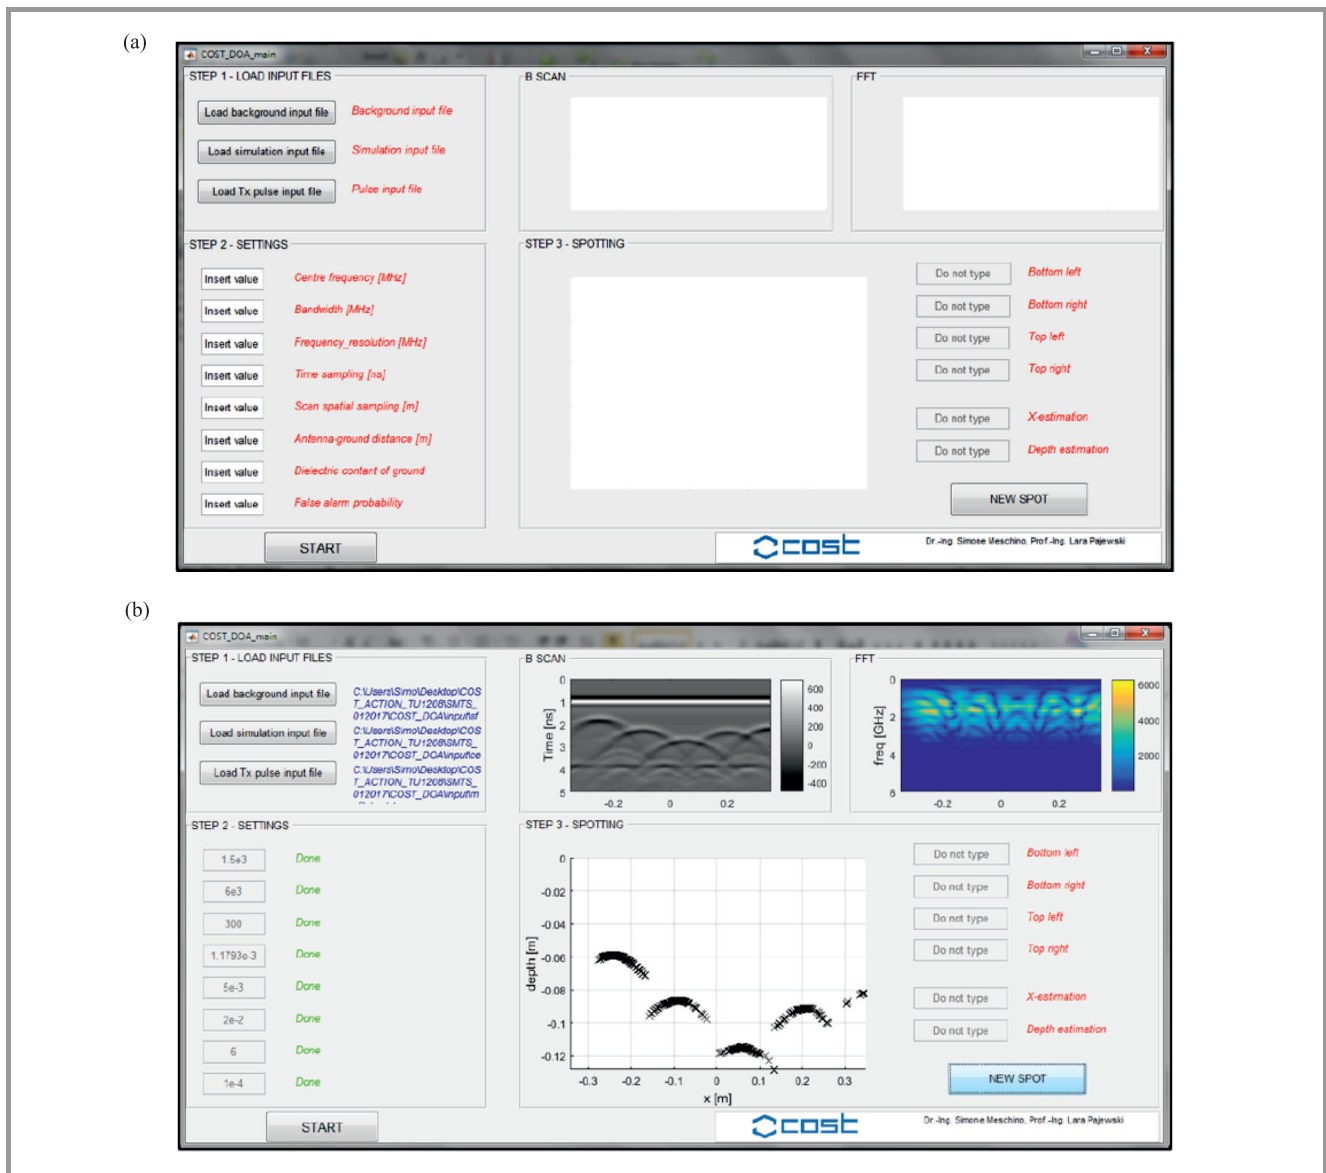 (a)
COST_DOA_main
STEP 1 - LOAD INPUT FILES
Load background input file
Background input file
Load simulation input file
Simulation input file
Load Tx pulse input file
Pulse input file
B SCAN
FFT
STEP 2 - SETTINGS
Insert value
Centre frequency [MHz]
Insert value
Bandwidth [MHz]
Insert value
Frequency_resolution [MHz]
Insert value
Time sampling [ns]
Insert value
Scan spatial sampling [m]
Insert value
Antenna-ground distance [m]
Insert value
Dielectric contant of ground
Insert value
False alarm probability
START
STEP 3 - SPOTTING
Do not type
Bottom left
Do not type
Bottom right
Do not type
Top left
Do not type
Top right
Do not type
X-estimation
Do not type
Depth estimation
NEW SPOT
cost
Dr.-Ing. Simone Meschino, Prof.-Ing. Lara Pajewski
(b)
COST_DOA_main
STEP 1 - LOAD INPUT FILES
Load background input file
C:\Users\Simo\Desktop\COS
T_ACTION_TU1208\SMTS_
012017\COST_DOA\input\sf
Load simulation input file
C:\Users\Simo\Desktop\COS
T_ACTION_TU1208\SMTS_
012017\COST_DOA\input\ce
Load Tx pulse input file
C:\Users\Simo\Desktop\COS
T_ACTION_TU1208\SMTS_
012017\COST_DOA\input\m
B SCAN
Time [ns]
0
1
2
3
4
5
-0.2
0
0.2
600
400
200
0
-200
-400
FFT
freq [GHz]
0
2
4
6
-0.2
0
0.2
6000
4000
2000
STEP 2 - SETTINGS
1.5e3
Done
6e3
Done
300
Done
1.1793e-3
Done
5e-3
Done
2e-2
Done
6
Done
1e-4
Done
START
STEP 3 - SPOTTING
depth [m]
0
-0.02
-0.04
-0.06
-0.08
-0.1
-0.12
-0.3
-0.2
-0.1
0
0.1
0.2
0.3
x [m]
Do not type
Bottom left
Do not type
Bottom right
Do not type
Top left
Do not type
Top right
Do not type
X-estimation
Do not type
Depth estimation
NEW SPOT
cost
Dr.-Ing. Simone Meschino, Prof.-Ing. Lara Pajewski